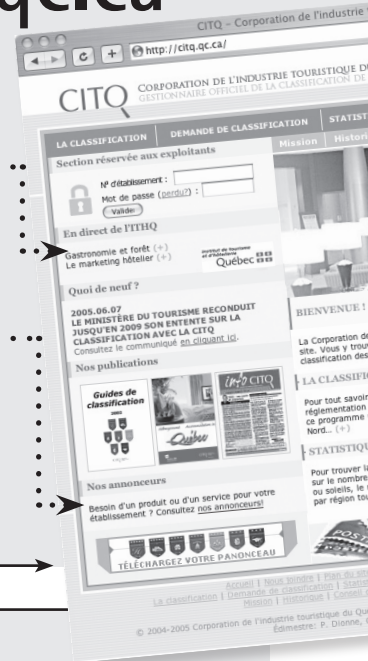 qc.ca
CITQ – Corporation de l'industrie
http://citq.qc.ca/
CITQ CORPORATION DE L'INDUSTRIE TOURISTIQUE DU
GESTIONNAIRE OFFICIEL DE LA CLASSIFICATION DE
LA CLASSIFICATION DEMANDE DE CLASSIFICATION STATIST
Mission Histori
Section réservée aux exploitants
N° d'établissement :
Mot de passe (perdu?) :
Valider
En direct de l'ITHQ
Gastronomie et forêt (+)
Le marketing hôtelier (+)
Institut de tourisme
et d'hôtellerie
Québec
Quoi de neuf ?
2005.06.07
LE MINISTÈRE DU TOURISME RECONDUIT
JUSQU'EN 2009 SON ENTENTE SUR LA
CLASSIFICATION AVEC LA CITQ
Consultez le communiqué en cliquant ici.
Nos publications
Guides de
classification
Québec
info CITQ
Nos annonceurs
Besoin d'un produit ou d'un service pour votre
établissement ? Consultez nos annonceurs!
TÉLÉCHARGEZ VOTRE PANONCEAU
BIENVENUE !
La Corporation de
site. Vous y trou
classification des
LA CLASSIFI
Pour tout savoir
réglementation
ce programme
Nord... (+)
STATISTIQU
Pour trouver la
sur le nombre
ou soleils, le
par région tou
POST
Accueil | Nous joindre | Plan du site
La classification | Demande de classification | Statist
Mission | Historique | Conseil
© 2004-2005 Corporation de l'industrie touristique du Qu
Édimestre: P. Dionne,